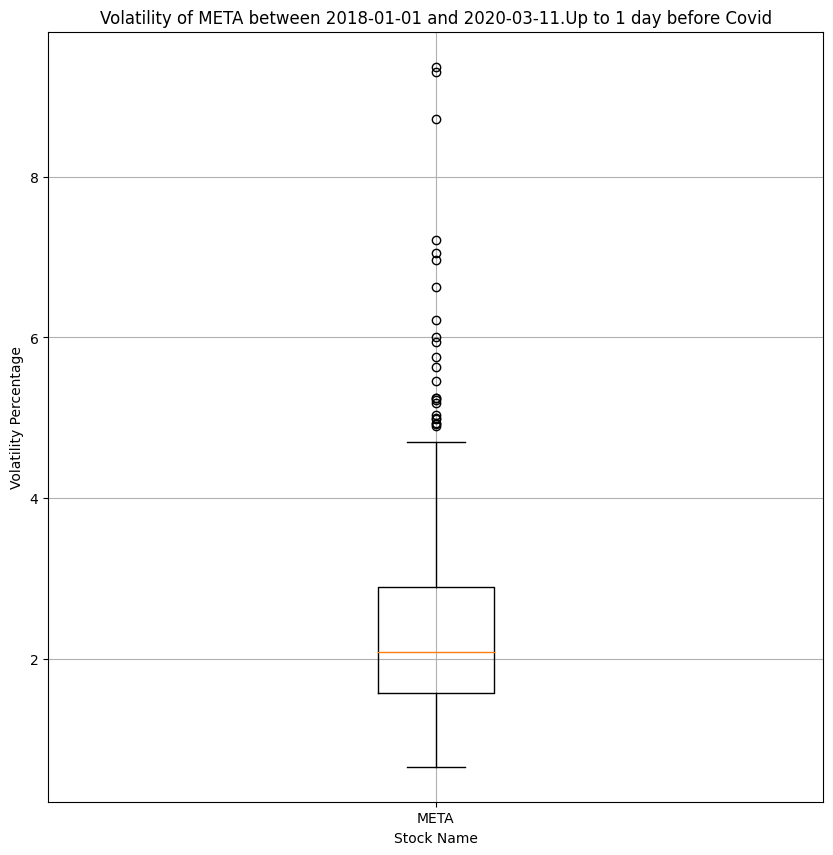 Volatility of META between 2018-01-01 and 2020-03-11.Up to 1 day before Covid
Volatility Percentage
8
6
4
2
META
Stock Name